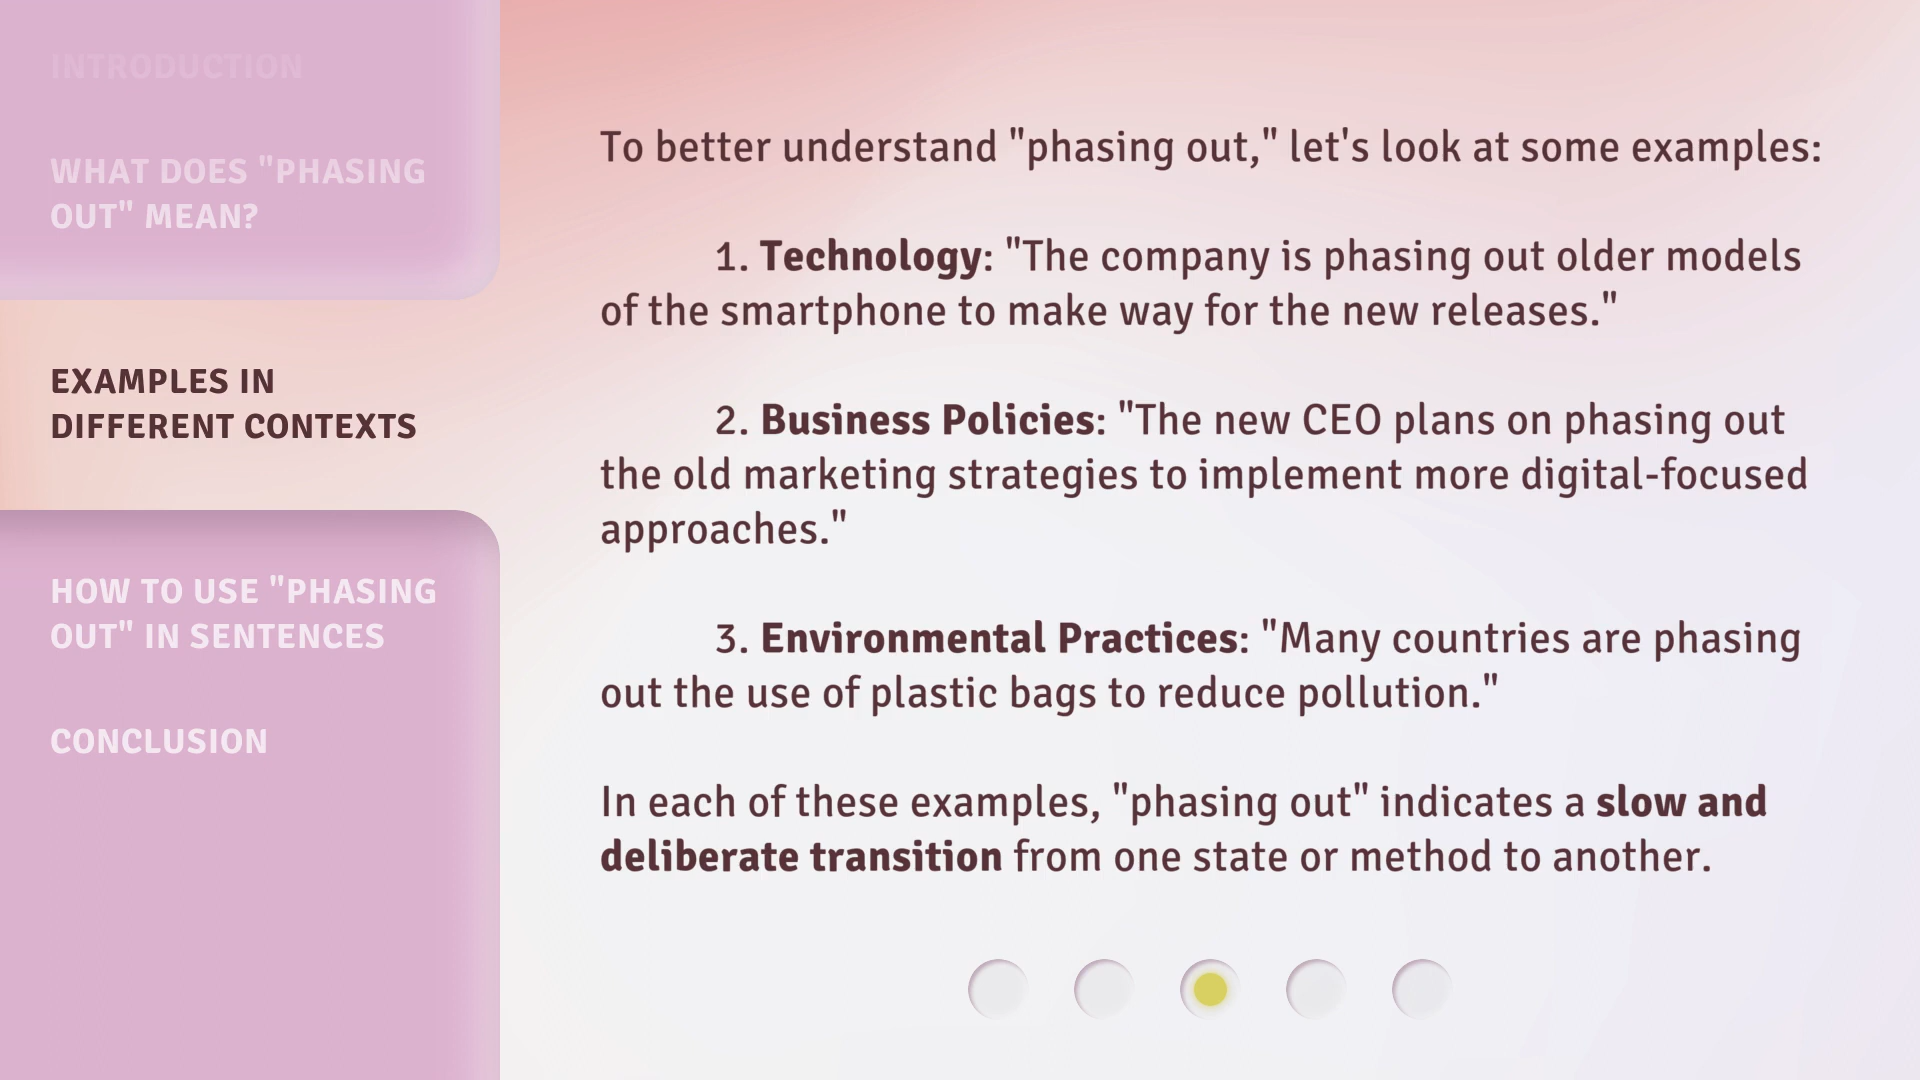 INTRODUCTION
WHAT DOES "PHASING
OUT" MEAN?
EXAMPLES IN
DIFFERENT CONTEXTS
HOW TO USE "PHASING
OUT" IN SENTENCES
CONCLUSION
To better understand "phasing out," let's look at some examples:
1. Technology: "The company is phasing out older models
of the smartphone to make way for the new releases."
2. Business Policies: "The new CEO plans on phasing out
the old marketing strategies to implement more digital-focused
approaches."
3. Environmental Practices: "Many countries are phasing
out the use of plastic bags to reduce pollution."
In each of these examples, "phasing out" indicates a slow and
deliberate transition from one state or method to another.